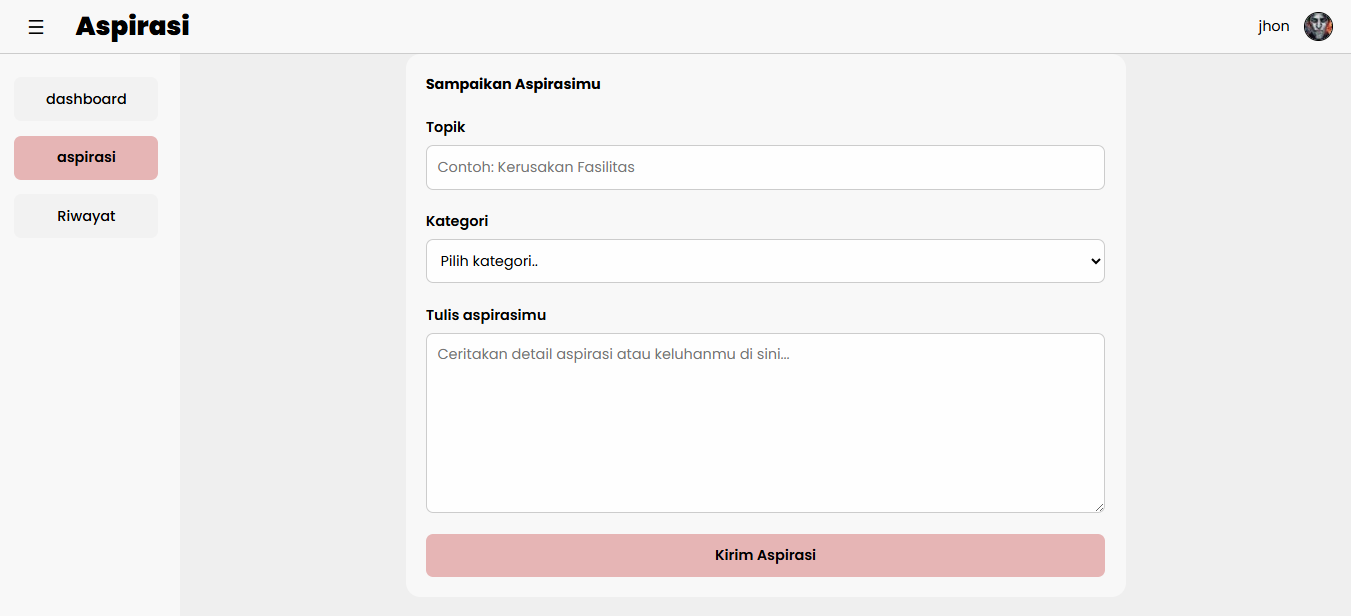 ☰ Aspirasi
jhon
dashboard
aspirasi
Riwayat
Sampaikan Aspirasimu
Topik
Contoh: Kerusakan Fasilitas
Kategori
Pilih kategori..
Tulis aspirasimu
Ceritakan detail aspirasi atau keluhanmu di sini...
Kirim Aspirasi